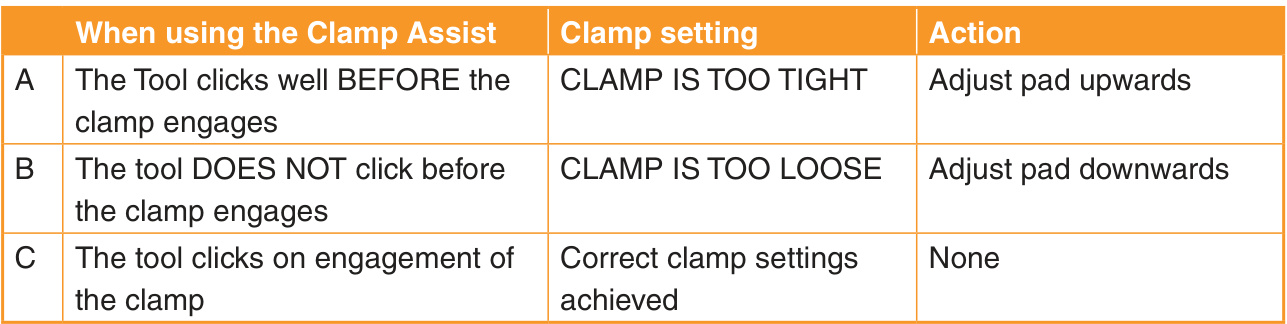 When using the Clamp Assist Clamp setting Action
A The Tool clicks well BEFORE the CLAMP IS TOO TIGHT Adjust pad upwards
clamp engages
B The tool DOES NOT click before CLAMP IS TOO LOOSE Adjust pad downwards
the clamp engages
C The tool clicks on engagement of Correct clamp settings None
the clamp achieved